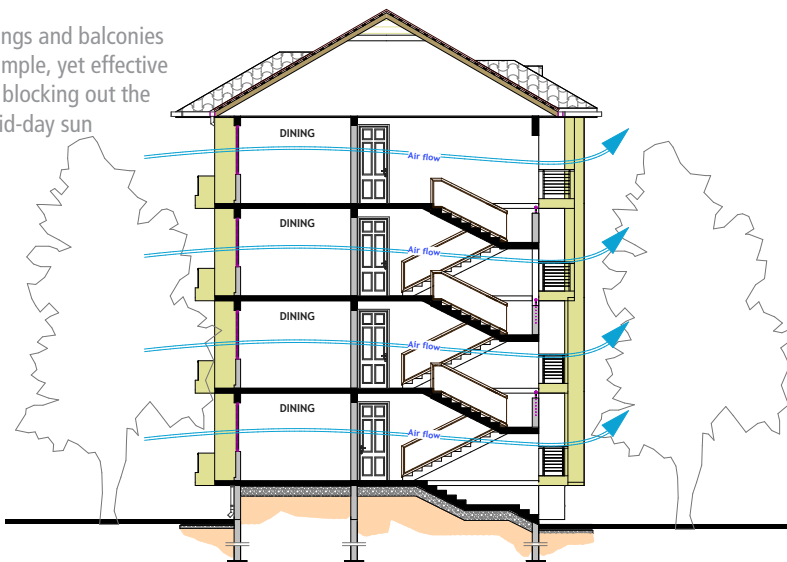 ngs and balconies
mple, yet effective
blocking out the
id-day sun
DINING
Air flow
DINING
Air flow
DINING
Air flow
DINING
Air flow